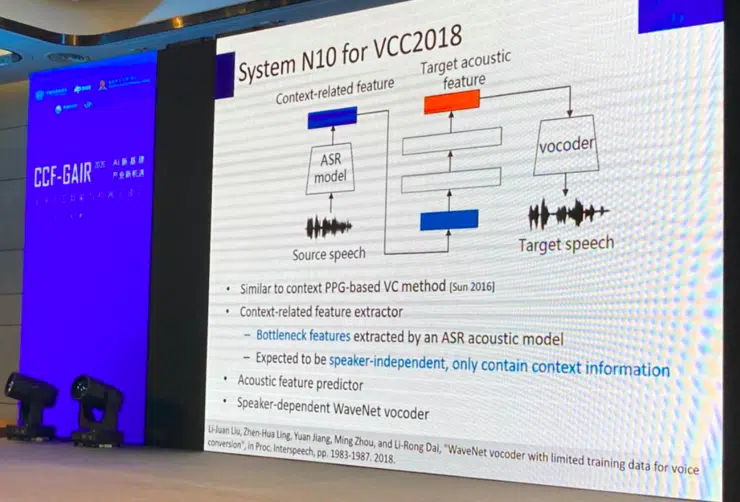 CCF-GAIR 2020
AI新基建
产业新机遇
System N10 for VCC2018
Context-related feature
Target acoustic
feature
ASR
model
vocoder
Source speech
Target speech
• Similar to context PPG-based VC method [Sun 2016]
• Context-related feature extractor
– Bottleneck features extracted by an ASR acoustic model
– Expected to be speaker-independent, only contain context information
• Acoustic feature predictor
• Speaker-dependent WaveNet vocoder
Li-Juan Liu, Zhen-Hua Ling, Yuan Jiang, Ming Zhou, and Li-Rong Dai, "WaveNet vocoder with limited training data for voice
conversion", in Proc. Interspeech, pp. 1983-1987. 2018.